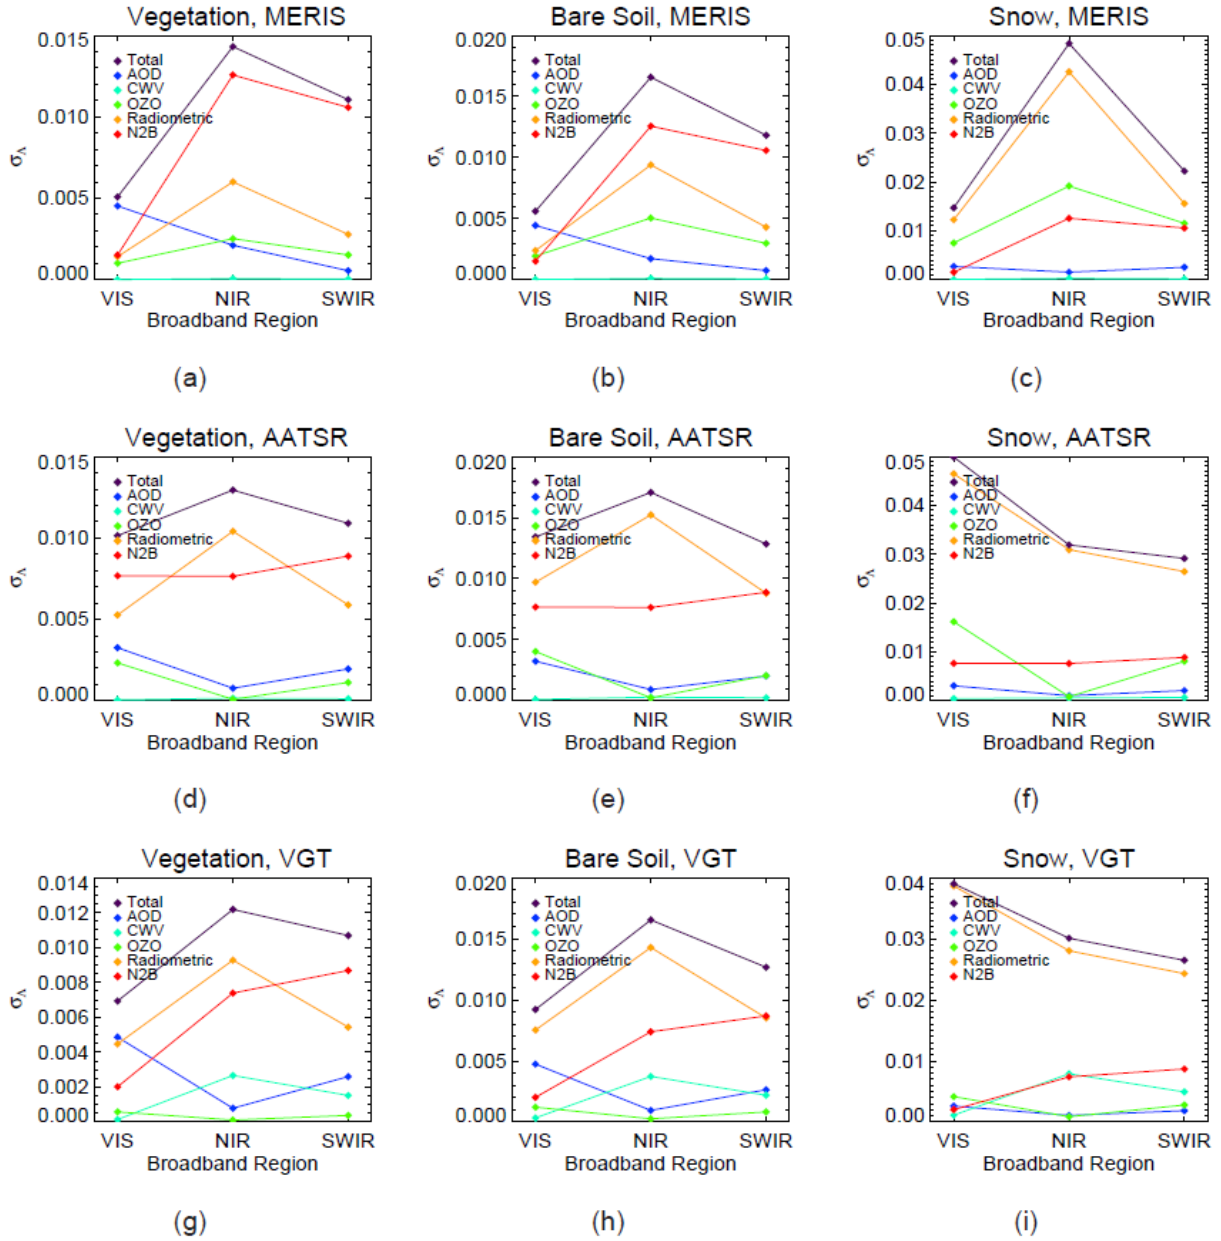 Vegetation, MERIS
0.015
0.010
0.005
0.000
σΛ
Total
AOD
CWV
OZO
Radiometric
N2B
VIS NIR SWIR
Broadband Region
(a)
Bare Soil, MERIS
0.020
0.015
0.010
0.005
0.000
σΛ
Total
AOD
CWV
OZO
Radiometric
N2B
VIS NIR SWIR
Broadband Region
(b)
Snow, MERIS
0.05
0.04
0.03
0.02
0.01
0.00
σΛ
Total
AOD
CWV
OZO
Radiometric
N2B
VIS NIR SWIR
Broadband Region
(c)
Vegetation, AATSR
0.015
0.010
0.005
0.000
σΛ
Total
AOD
CWV
OZO
Radiometric
N2B
VIS NIR SWIR
Broadband Region
(d)
Bare Soil, AATSR
0.020
0.015
0.010
0.005
0.000
σΛ
Total
AOD
CWV
OZO
Radiometric
N2B
VIS NIR SWIR
Broadband Region
(e)
Snow, AATSR
0.05
0.04
0.03
0.02
0.01
0.00
σΛ
Total
AOD
CWV
OZO
Radiometric
N2B
VIS NIR SWIR
Broadband Region
(f)
Vegetation, VGT
0.014
0.012
0.010
0.008
0.006
0.004
0.002
0.000
σΛ
Total
AOD
CWV
OZO
Radiometric
N2B
VIS NIR SWIR
Broadband Region
(g)
Bare Soil, VGT
0.020
0.015
0.010
0.005
0.000
σΛ
Total
AOD
CWV
OZO
Radiometric
N2B
VIS NIR SWIR
Broadband Region
(h)
Snow, VGT
0.04
0.03
0.02
0.01
0.00
σΛ
Total
AOD
CWV
OZO
Radiometric
N2B
VIS NIR SWIR
Broadband Region
(i)